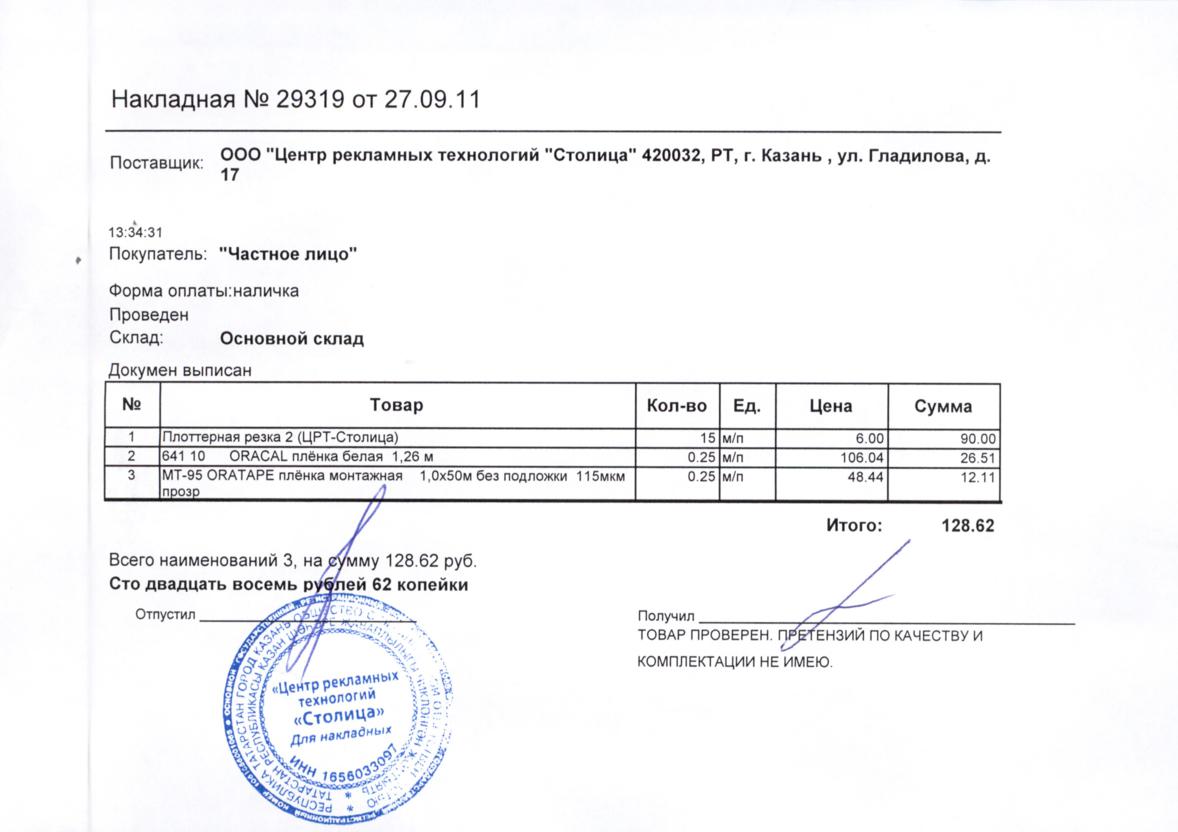 Накладная № 29319 от 27.09.11
Поставщик: ООО "Центр рекламных технологий "Столица" 420032, РТ, г. Казань , ул. Гладилова, д.
17
13:34:31
Покупатель: "Частное лицо"
Форма оплаты:наличка
Проведен
Склад: Основной склад
Докумен выписан
№ Товар Кол-во Ед. Цена Сумма
1 Плоттерная резка 2 (ЦРТ-Столица) 15 м/п 6.00 90.00
2 641 10 ORACAL плёнка белая 1,26 м 0.25 м/п 106.04 26.51
3 МТ-95 ORATAPE плёнка монтажная 1,0х50м без подложки 115мкм 0.25 м/п 48.44 12.11
прозр
Итого: 128.62
Всего наименований 3, на сумму 128.62 руб.
Сто двадцать восемь рублей 62 копейки
Отпустил
Получил
ТОВАР ПРОВЕРЕН. ПРЕТЕНЗИЙ ПО КАЧЕСТВУ И
КОМПЛЕКТАЦИИ НЕ ИМЕЮ.
РЕСПУБЛИКА ТАТАРСТАН ГОРОД КАЗАНЬ ОБЩЕСТВО С
ТАТАРСТАН РЕСПУБЛИКАСЫ КАЗАН ШӘҺӘРЕ
«Центр рекламных
технологий
«Столица»
Для накладных
ИНН 1656033097